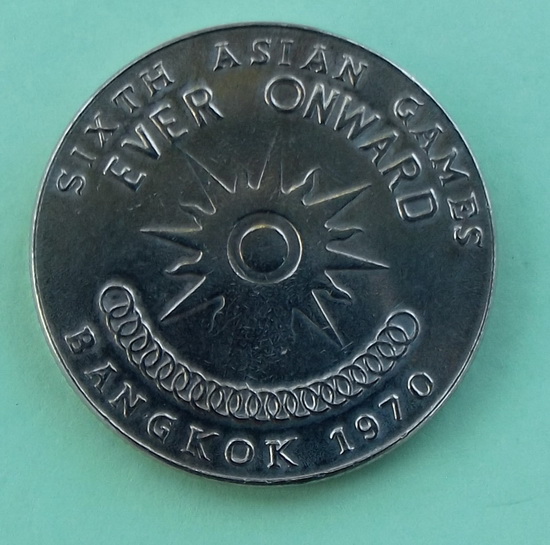 SIXTH ASIAN GAMES
EVER ONWARD
BANGKOK 1970